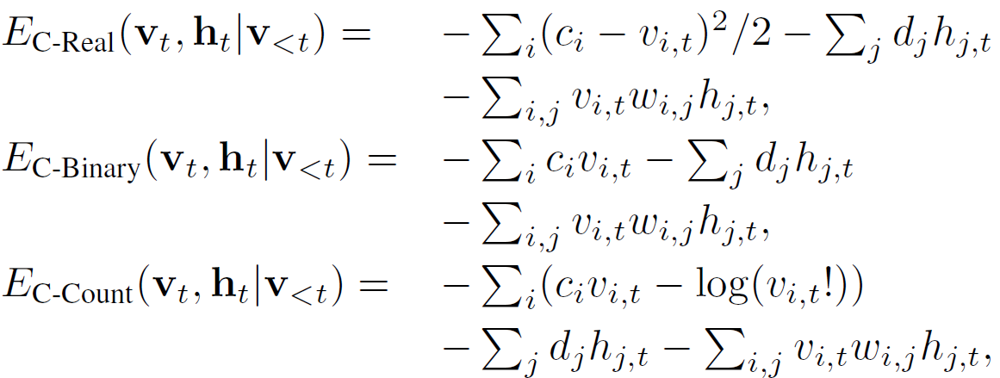 E_{C-Real}(𝐯_t, 𝐡_t|𝐯_{<t}) = − ∑_i (c_i − v_{i,t})^2/2 − ∑_j d_j h_{j,t}
− ∑_{i,j} v_{i,t} w_{i,j} h_{j,t},
E_{C-Binary}(𝐯_t, 𝐡_t|𝐯_{<t}) = − ∑_i c_i v_{i,t} − ∑_j d_j h_{j,t}
− ∑_{i,j} v_{i,t} w_{i,j} h_{j,t},
E_{C-Count}(𝐯_t, 𝐡_t|𝐯_{<t}) = − ∑_i (c_i v_{i,t} − log(v_{i,t}!))
− ∑_j d_j h_{j,t} − ∑_{i,j} v_{i,t} w_{i,j} h_{j,t},